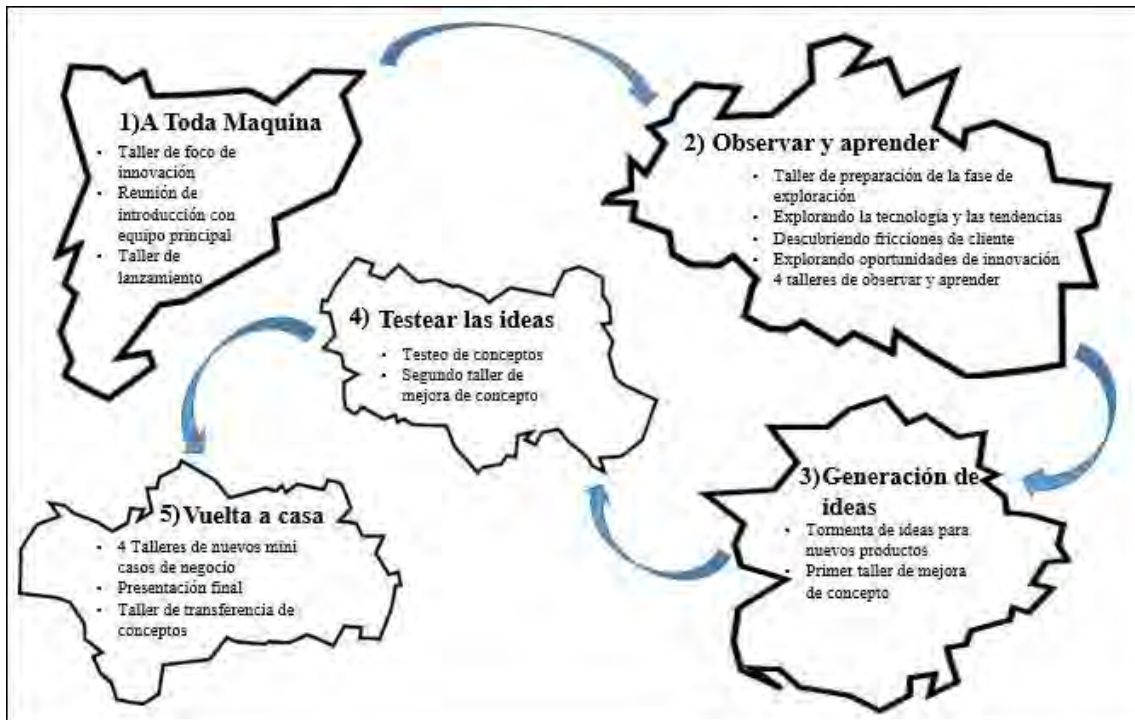 1)A Toda Maquina
• Taller de foco de
innovación
• Reunión de
introducción con
equipo principal
• Taller de
lanzamiento
2) Observar y aprender
• Taller de preparación de la fase de
exploración
• Explorando la tecnología y las tendencias
• Descubriendo fricciones de cliente
• Explorando oportunidades de innovación
4 talleres de observar y aprender
3)Generación de
ideas
• Tormenta de ideas para
nuevos productos
• Primer taller de mejora
de concepto
4) Testear las ideas
• Testeo de conceptos
• Segundo taller de
mejora de concepto
5)Vuelta a casa
• 4 Talleres de nuevos mini
casos de negocio
• Presentación final
• Taller de transferencia de
conceptos